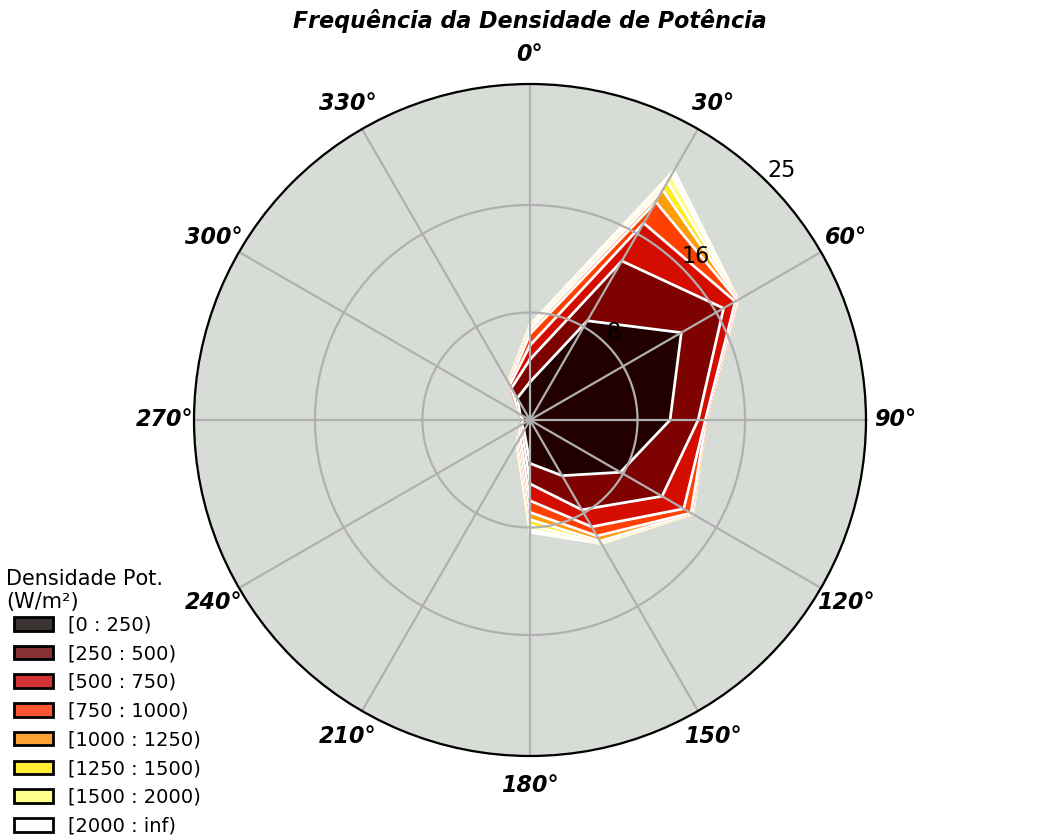 Frequência da Densidade de Potência
0°
330°
30°
25
300°
60°
16
8
270°
90°
240°
120°
210°
150°
180°
Densidade Pot.
(W/m²)
[0 : 250)
[250 : 500)
[500 : 750)
[750 : 1000)
[1000 : 1250)
[1250 : 1500)
[1500 : 2000)
[2000 : inf)